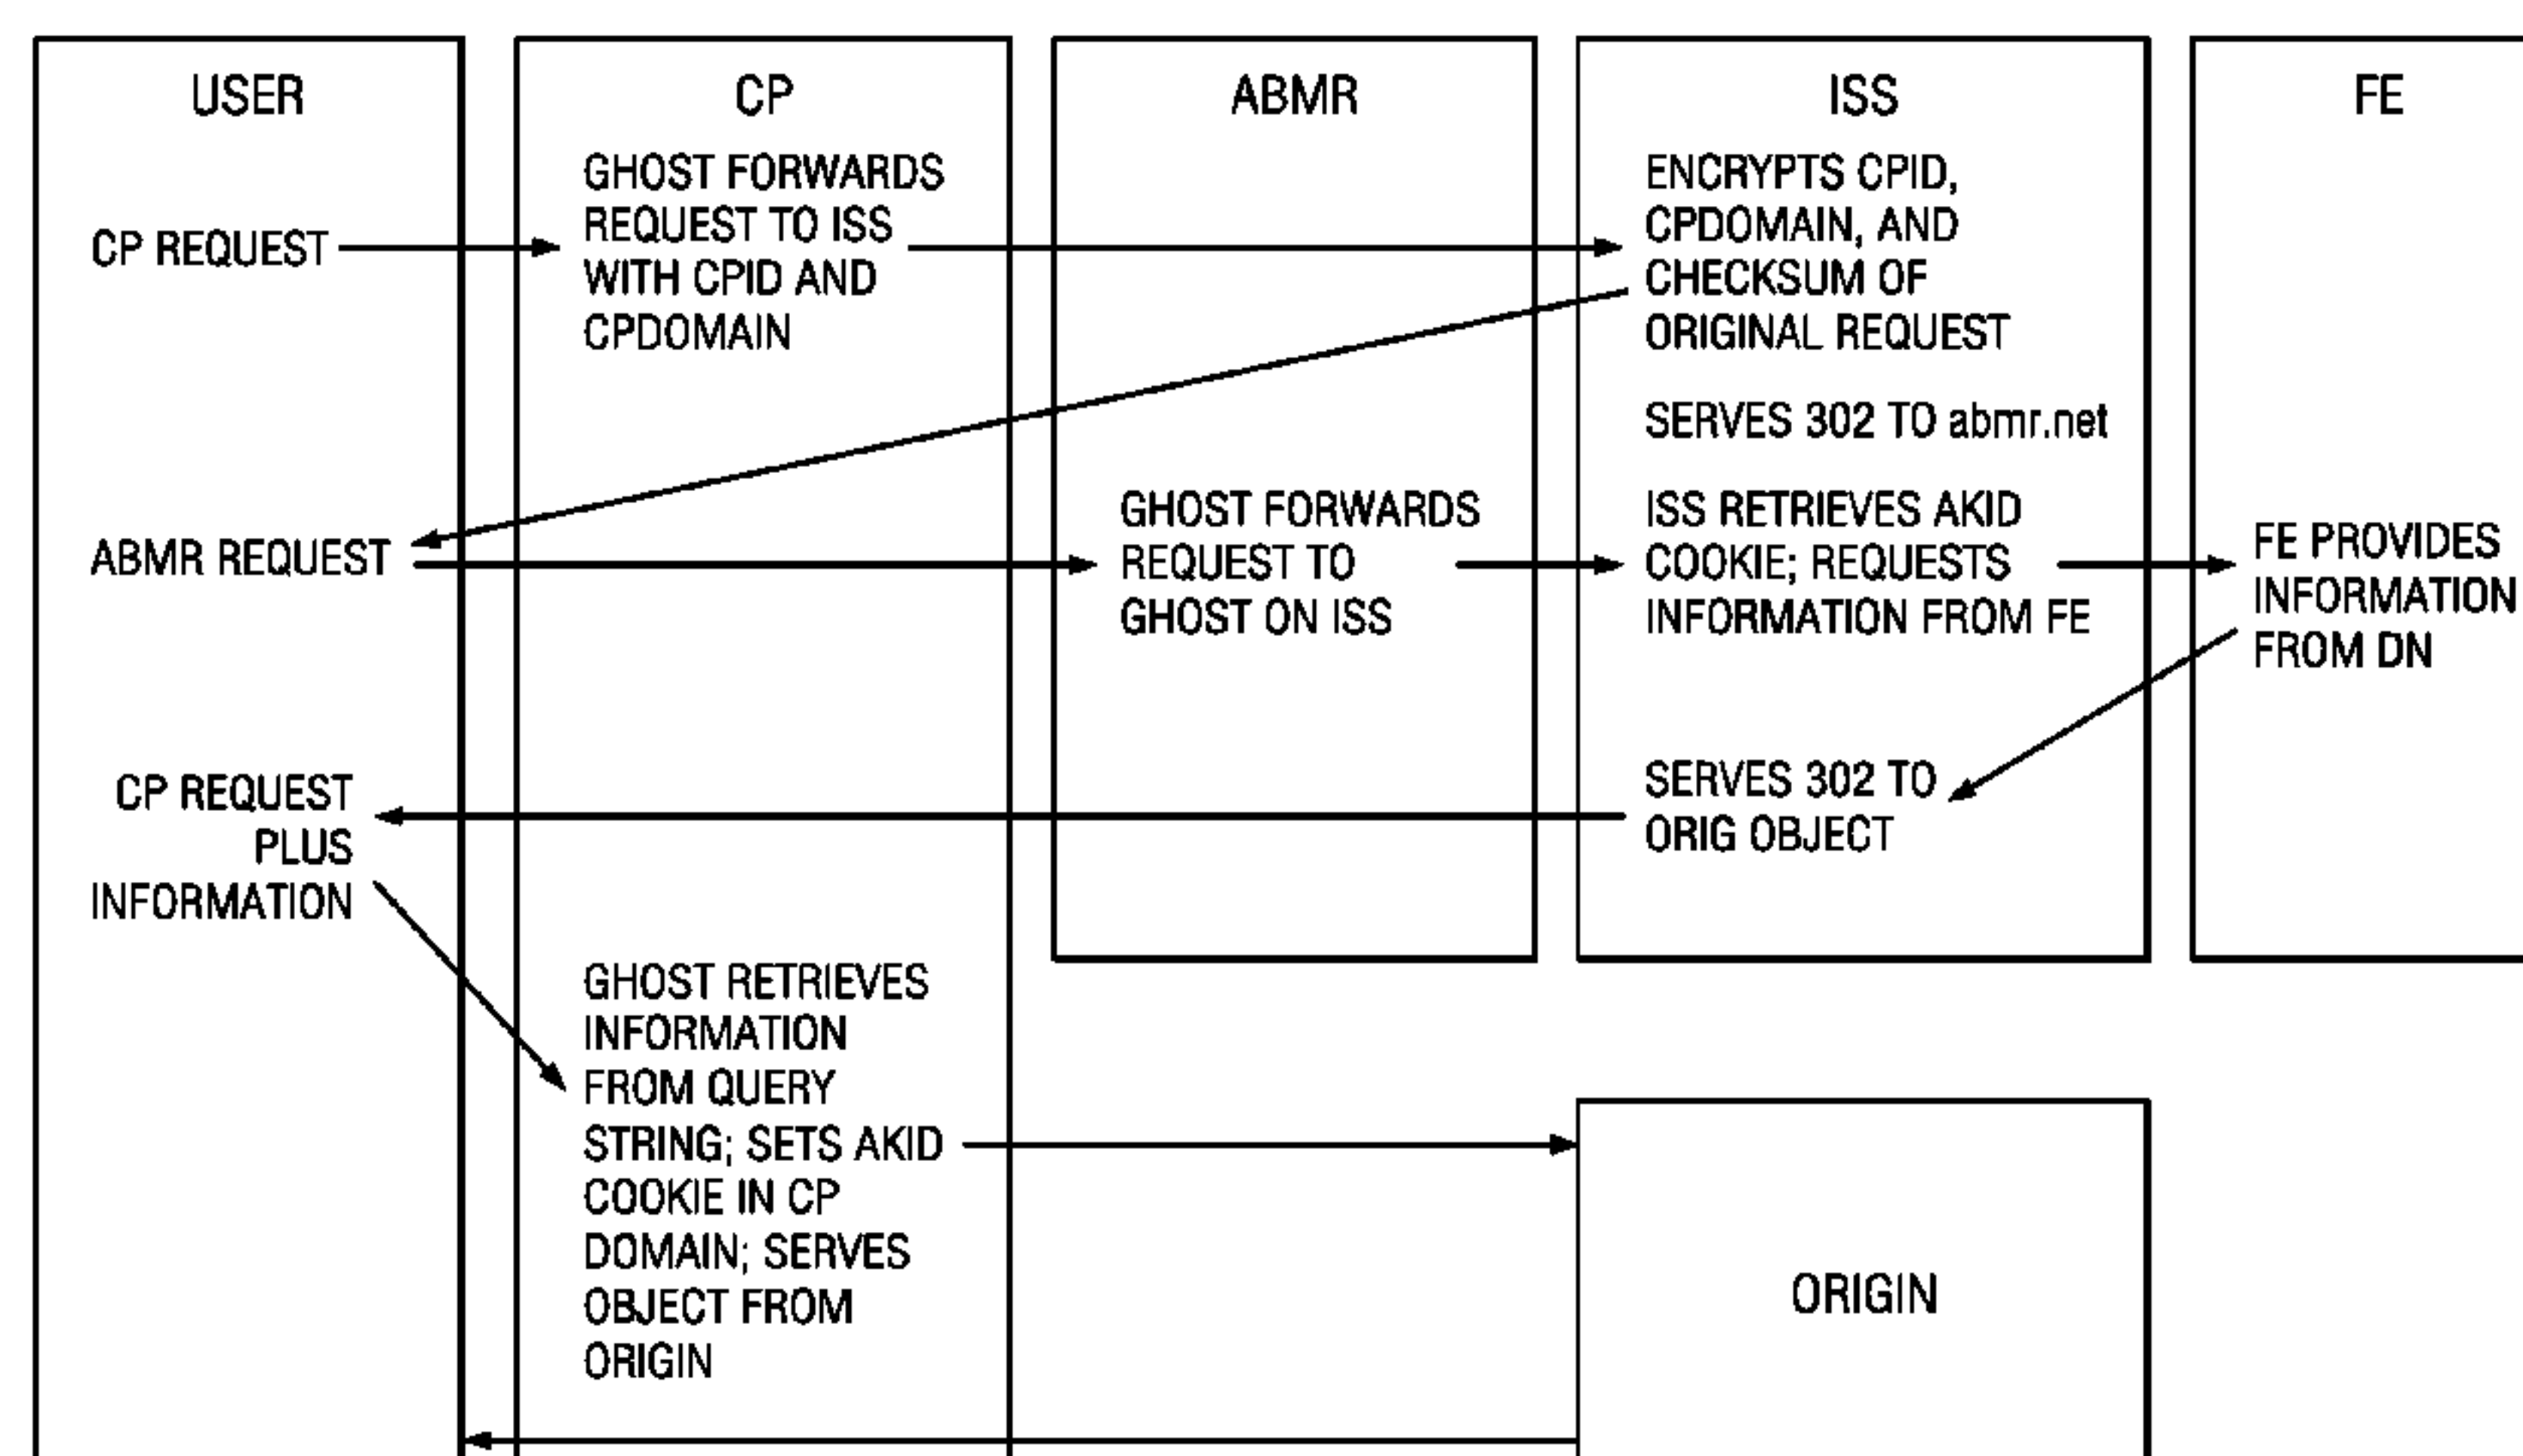 USER
CP
ABMR
ISS
FE
CP REQUEST
GHOST FORWARDS
REQUEST TO ISS
WITH CPID AND
CPDOMAIN
ENCRYPTS CPID,
CPDOMAIN, AND
CHECKSUM OF
ORIGINAL REQUEST
SERVES 302 TO abmr.net
ABMR REQUEST
GHOST FORWARDS
REQUEST TO
GHOST ON ISS
ISS RETRIEVES AKID
COOKIE; REQUESTS
INFORMATION FROM FE
FE PROVIDES
INFORMATION
FROM DN
SERVES 302 TO
ORIG OBJECT
CP REQUEST
PLUS
INFORMATION
GHOST RETRIEVES
INFORMATION
FROM QUERY
STRING; SETS AKID
COOKIE IN CP
DOMAIN; SERVES
OBJECT FROM
ORIGIN
ORIGIN